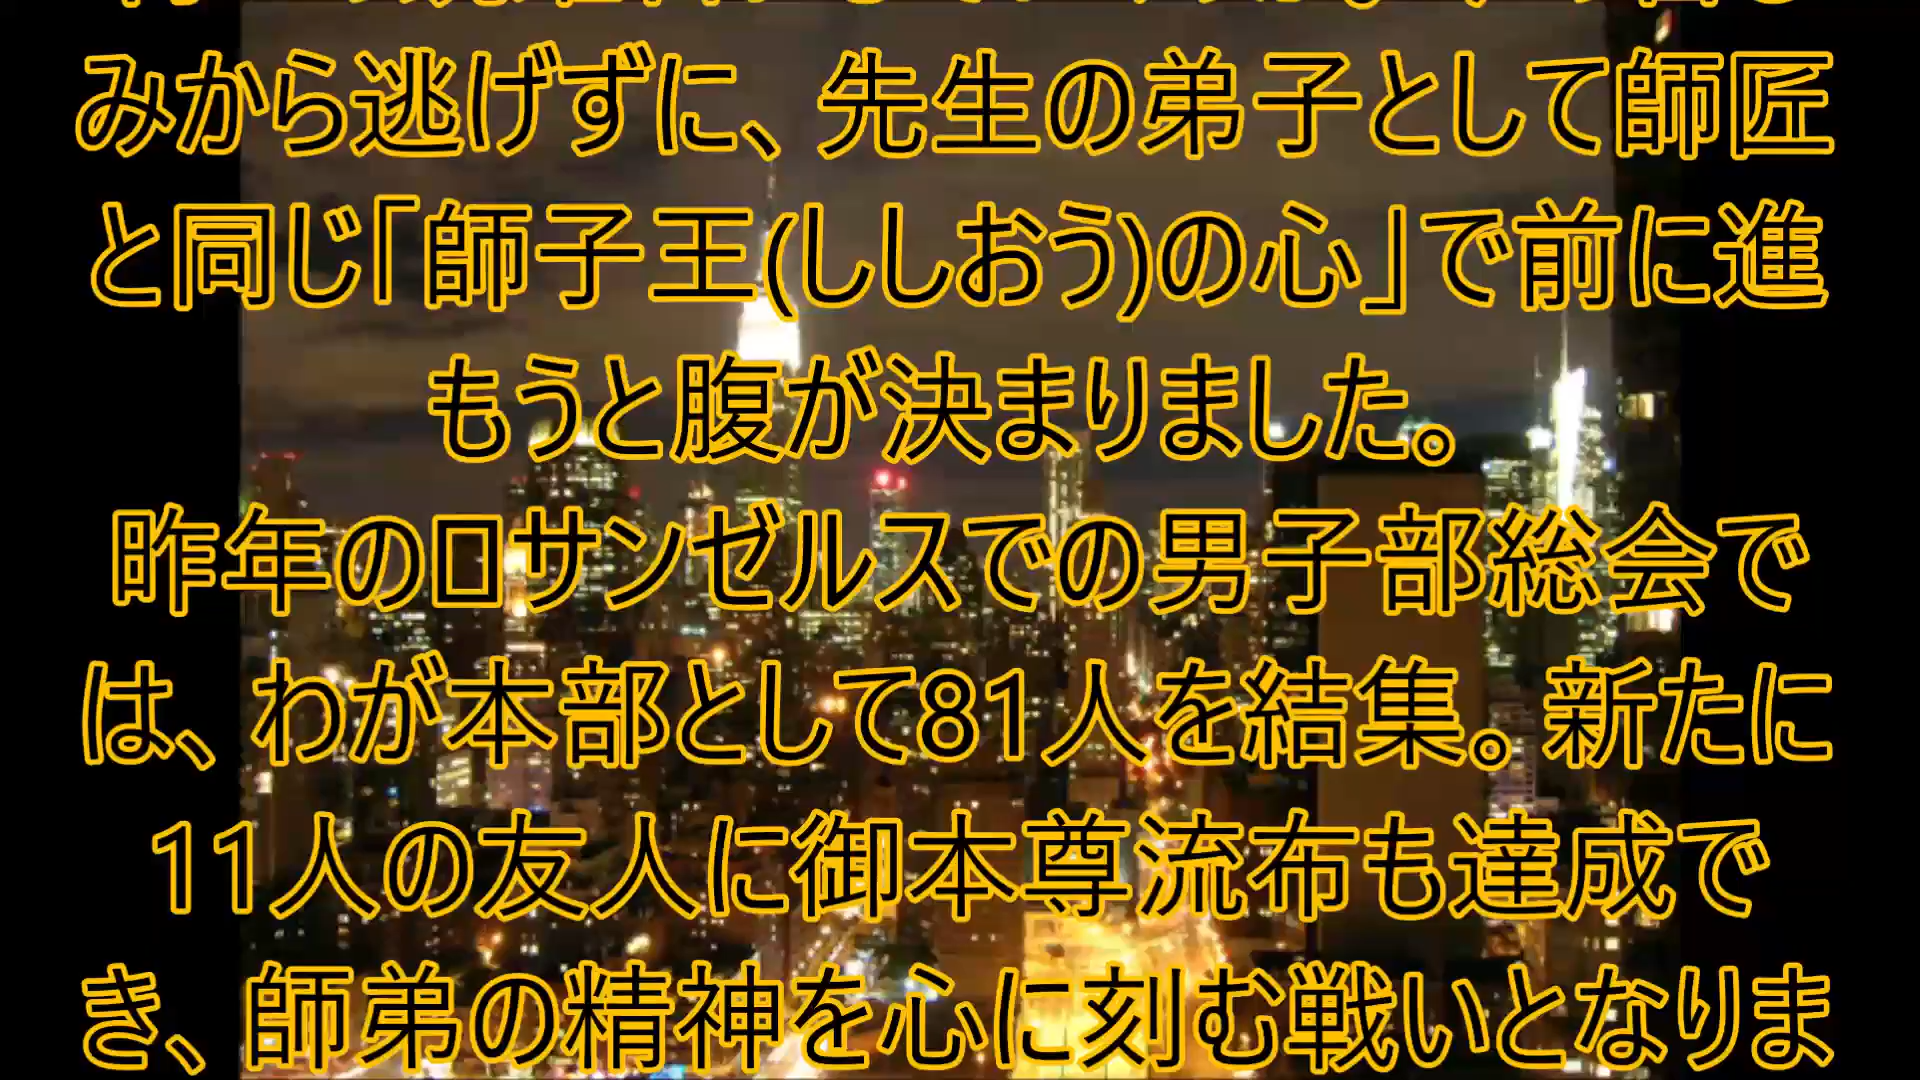 みから逃げずに、先生の弟子として師匠
と同じ「師子王(ししおう)の心」で前に進
もうと腹が決まりました。
昨年のロサンゼルスでの男子部総会で
は、わが本部として81人を結集。新たに
11人の友人に御本尊流布も達成で
き、師弟の精神を心に刻む戦いとなりま